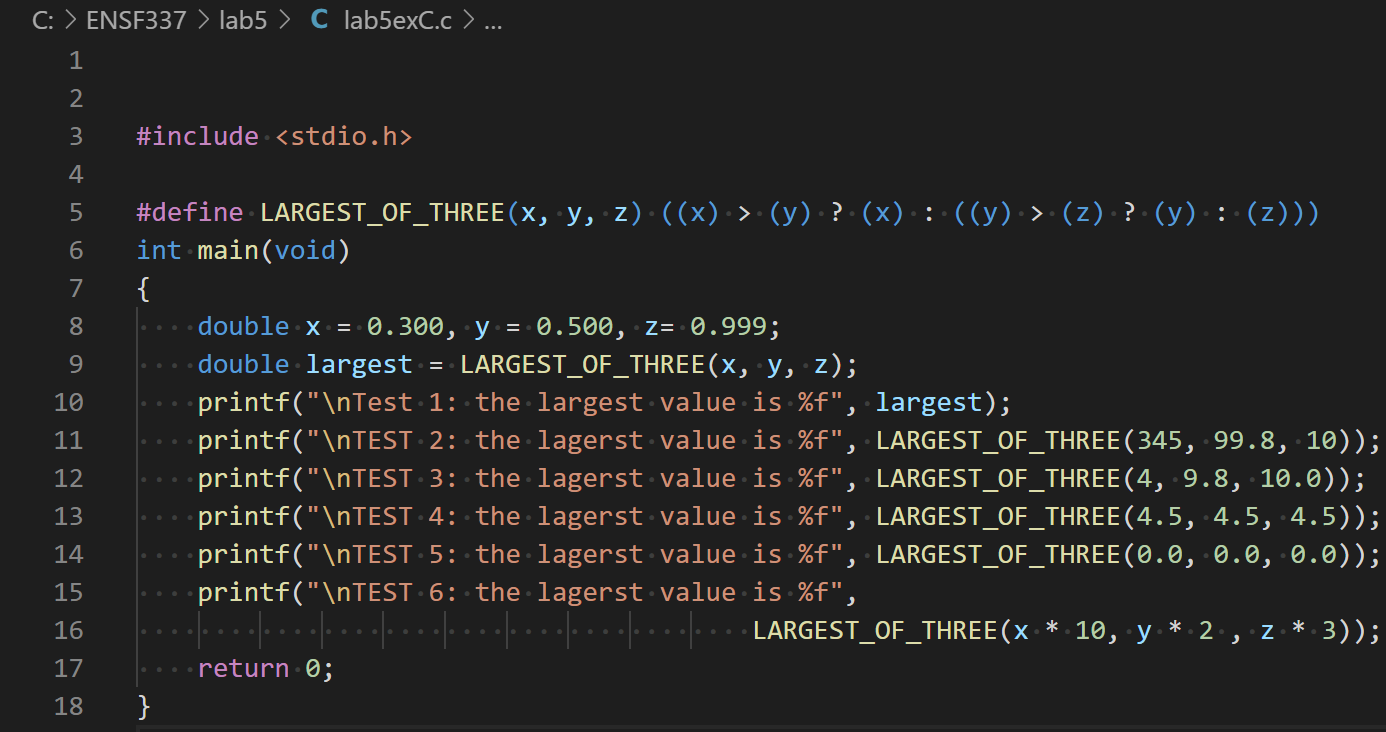 C: > ENSF337 > lab5 > C lab5exC.c > ...
1
2
3 #include <stdio.h>
4
5 #define LARGEST_OF_THREE(x, y, z) ((x) > (y) ? (x) : ((y) > (z) ? (y) : (z)))
6 int main(void)
7 {
8     double x = 0.300, y = 0.500, z= 0.999;
9     double largest = LARGEST_OF_THREE(x, y, z);
10     printf("\nTest 1: the largest value is %f", largest);
11     printf("\nTEST 2: the lagerst value is %f", LARGEST_OF_THREE(345, 99.8, 10));
12     printf("\nTEST 3: the lagerst value is %f", LARGEST_OF_THREE(4, 9.8, 10.0));
13     printf("\nTEST 4: the lagerst value is %f", LARGEST_OF_THREE(4.5, 4.5, 4.5));
14     printf("\nTEST 5: the lagerst value is %f", LARGEST_OF_THREE(0.0, 0.0, 0.0));
15     printf("\nTEST 6: the lagerst value is %f",
16                                         LARGEST_OF_THREE(x * 10, y * 2 , z * 3));
17     return 0;
18 }